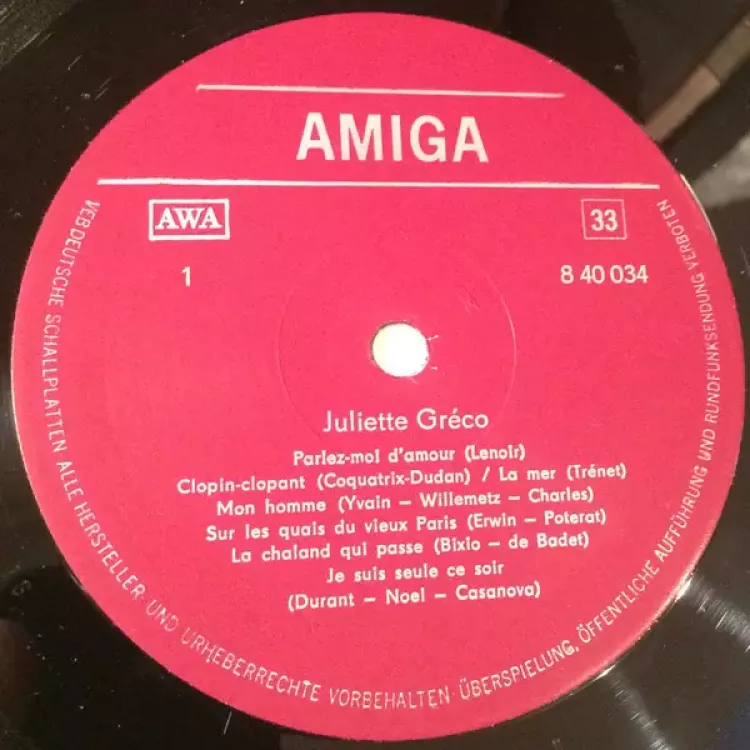 AMIGA
AWA
33
1
8 40 034
Juliette Gréco
Parlez-moi d'amour (Lenoir)
Clopin-clopant (Coquatrix-Dudan) / La mer (Trénet)
Mon homme (Yvain – Willemetz – Charles)
Sur les quais du vieux Paris (Erwin – Poterat)
La chaland qui passe (Bixio – de Badet)
Je suis seule ce soir
(Durant – Noel – Casanova)
VEB DEUTSCHE SCHALLPLATTEN ALLE HERSTELLER- UND URHEBERRECHTE VORBEHALTEN · ÜBERSPIELUNG, ÖFFENTLICHE AUFFÜHRUNG UND RUNDFUNKSENDUNG VERBOTEN